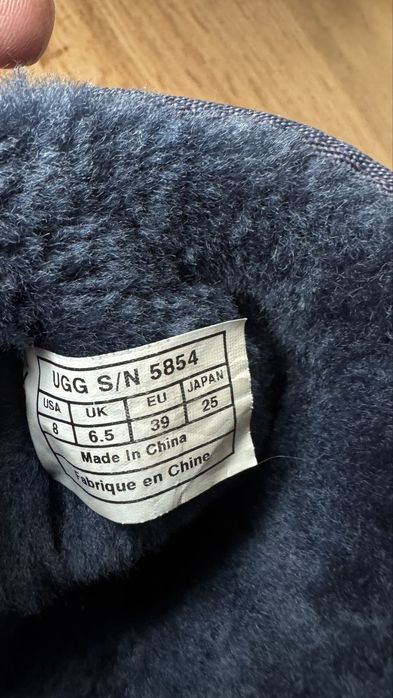 UGG S/N 5854
USA UK EU JAPAN
8 6.5 39 25
Made In China
Fabrique en Chine